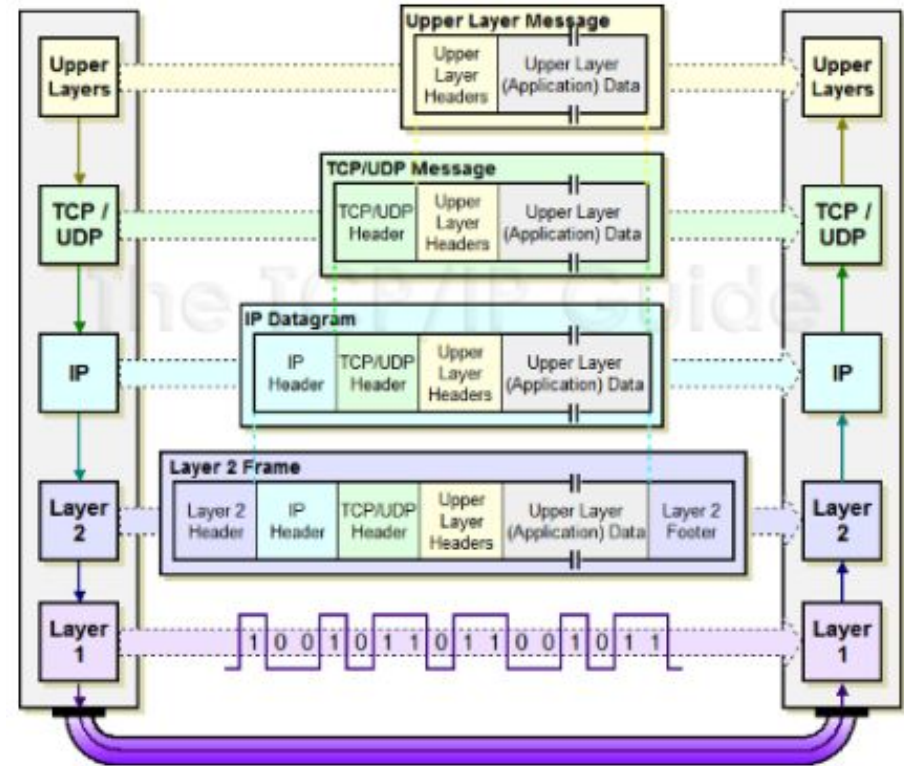 Upper Layer Message
Upper
Layers
Upper
Layer
Headers
Upper Layer
(Application) Data
Upper
Layers
TCP/UDP Message
TCP /
UDP
TCP/UDP
Header
Upper
Layer
Headers
Upper Layer
(Application) Data
TCP /
UDP
The TCP/IP Guide
IP Datagram
IP
IP
Header
TCP/UDP
Header
Upper
Layer
Headers
Upper Layer
(Application) Data
IP
Layer 2 Frame
Layer
2
Layer 2
Header
IP
Header
TCP/UDP
Header
Upper
Layer
Headers
Upper Layer
(Application) Data
Layer 2
Footer
Layer
2
Layer
1
1 0 0 1 0 1 1 0 1 1 0 0 1 0 1 1
Layer
1